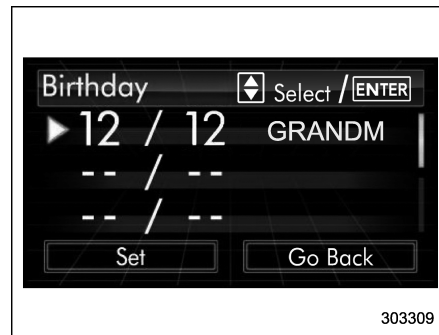 Birthday Select / ENTER
12 / 12 GRANDM
-- / --
-- / --
Set Go Back
303309